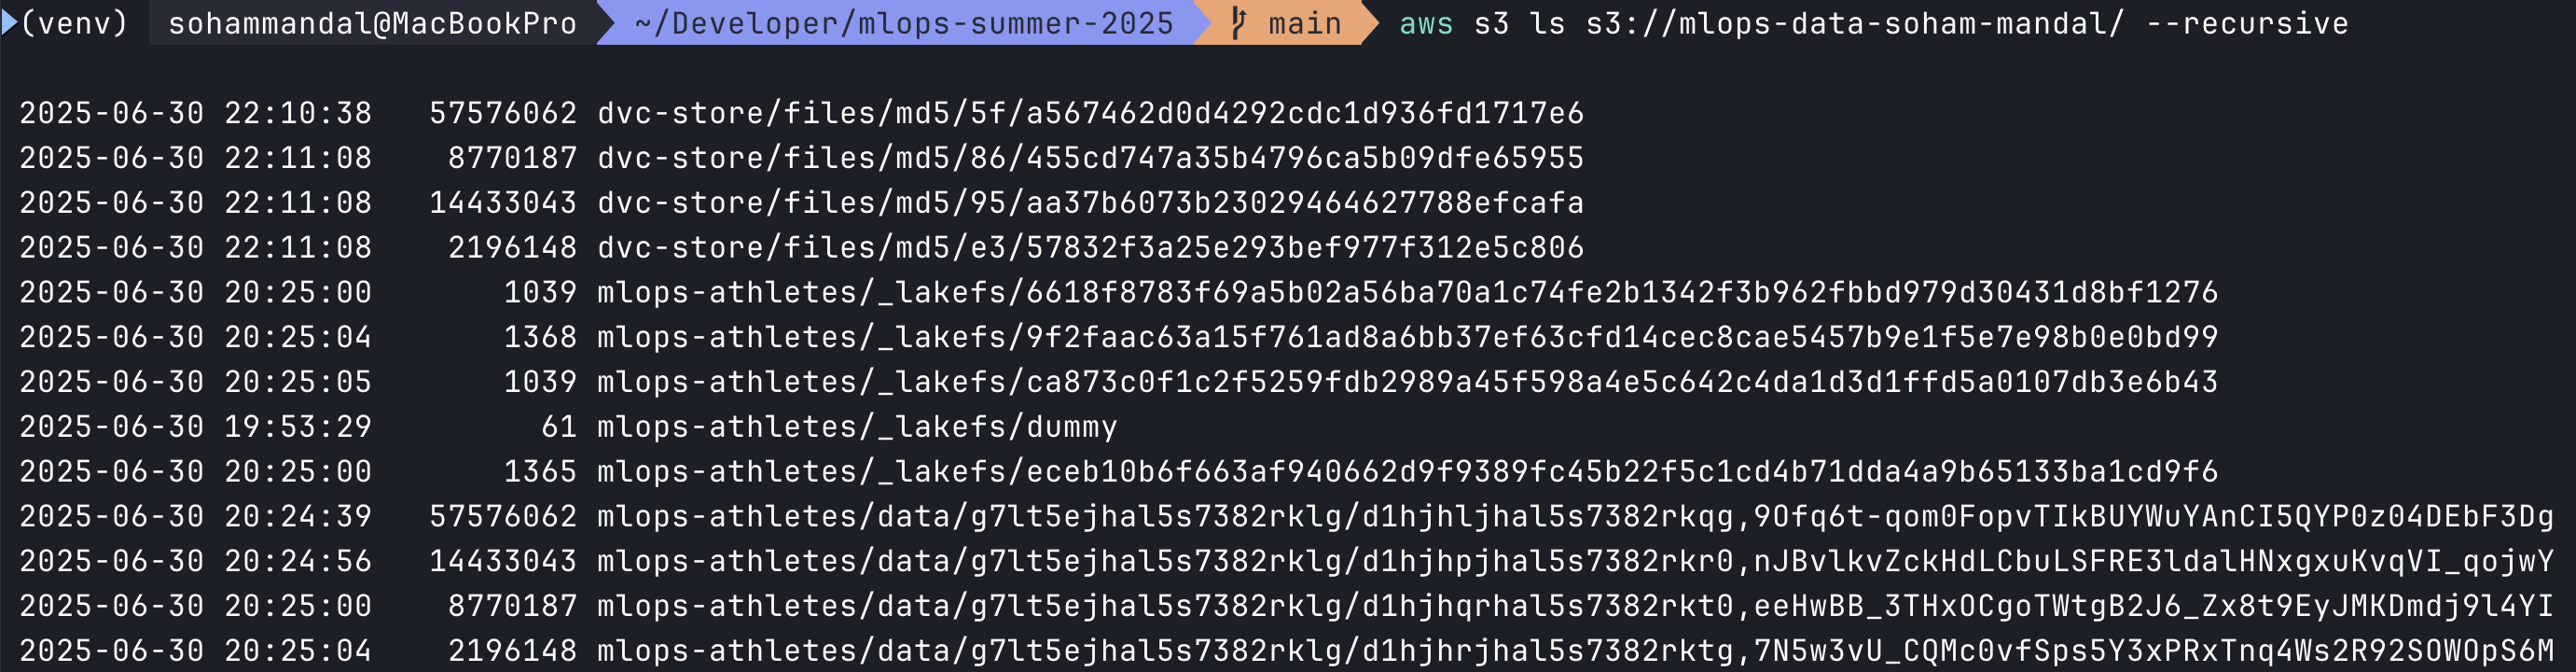 (venv) sohammandal@MacBookPro ~/Developer/mlops-summer-2025 main aws s3 ls s3://mlops-data-soham-mandal/ --recursive
2025-06-30 22:10:38   57576062 dvc-store/files/md5/5f/a567462d0d4292cdc1d936fd1717e6
2025-06-30 22:11:08    8770187 dvc-store/files/md5/86/455cd747a35b4796ca5b09dfe65955
2025-06-30 22:11:08   14433043 dvc-store/files/md5/95/aa37b6073b23029464627788efcafa
2025-06-30 22:11:08    2196148 dvc-store/files/md5/e3/57832f3a25e293bef977f312e5c806
2025-06-30 20:25:00       1039 mlops-athletes/_lakefs/6618f8783f69a5b02a56ba70a1c74fe2b1342f3b962fbbd979d30431d8bf1276
2025-06-30 20:25:04       1368 mlops-athletes/_lakefs/9f2faac63a15f761ad8a6bb37ef63cfd14cec8cae5457b9e1f5e7e98b0e0bd99
2025-06-30 20:25:05       1039 mlops-athletes/_lakefs/ca873c0f1c2f5259fdb2989a45f598a4e5c642c4da1d3d1ffd5a0107db3e6b43
2025-06-30 19:53:29         61 mlops-athletes/_lakefs/dummy
2025-06-30 20:25:00       1365 mlops-athletes/_lakefs/eceb10b6f663af940662d9f9389fc45b22f5c1cd4b71dda4a9b65133ba1cd9f6
2025-06-30 20:24:39   57576062 mlops-athletes/data/g7lt5ejhal5s7382rklg/d1hjhljhal5s7382rkqg,9Ofq6t-qom0FopvTIkBUYWuYAnCI5QYP0z04DEbF3Dg
2025-06-30 20:24:56   14433043 mlops-athletes/data/g7lt5ejhal5s7382rklg/d1hjhpjhal5s7382rkr0,nJBvlkvZckHdLCbuLSFRE3ldalHNxgxuKvqVI_qojwY
2025-06-30 20:25:00    8770187 mlops-athletes/data/g7lt5ejhal5s7382rklg/d1hjhqrhal5s7382rkt0,eeHwBB_3THxOCgoTWtgB2J6_Zx8t9EyJMKDmdj9l4YI
2025-06-30 20:25:04    2196148 mlops-athletes/data/g7lt5ejhal5s7382rklg/d1hjhrjhal5s7382rktg,7N5w3vU_CQMc0vfSps5Y3xPRxTnq4Ws2R92SOWOpS6M